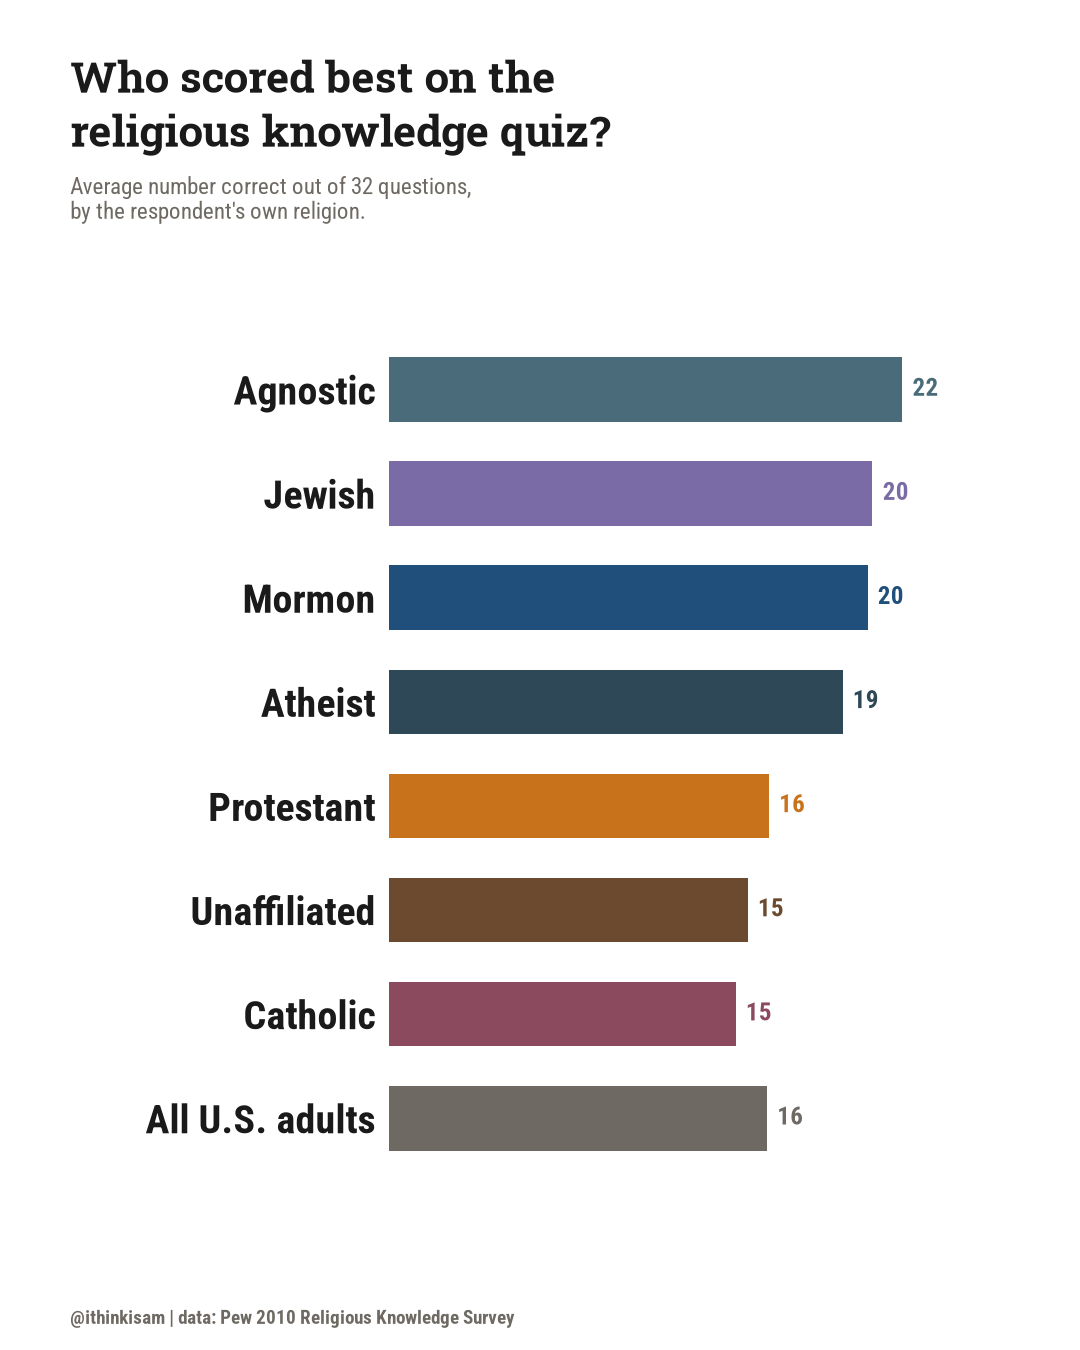 Who scored best on the
religious knowledge quiz?
Average number correct out of 32 questions,
by the respondent's own religion.
Agnostic 22
Jewish 20
Mormon 20
Atheist 19
Protestant 16
Unaffiliated 15
Catholic 15
All U.S. adults 16
@ithinkisam | data: Pew 2010 Religious Knowledge Survey